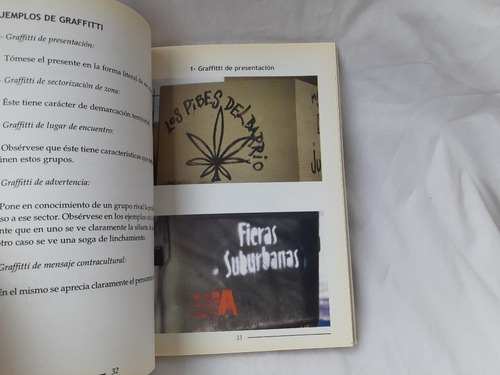 JEMPLOS DE GRAFFITTI
- Graffitti de presentación:
Tómese el presente en la forma literal de
- Graffitti de sectorización de zona:
Éste tiene carácter de demarcación territorial
Graffitti de lugar de encuentro:
Obsérvese que éste tiene características que
inen estos grupos.
Graffitti de advertencia:
Pone en conocimiento de un grupo rival
so a ese sector. Obsérvese en los ejemplos
nte que en uno se ve claramente la silueta
otro caso se ve una soga de linchamiento.
Graffitti de mensaje contracultural:
En el mismo se aprecia claramente el
32
1- Graffitti de presentación
LOS PIBES DEL BARRIO
Fieras
Suburbanas
33